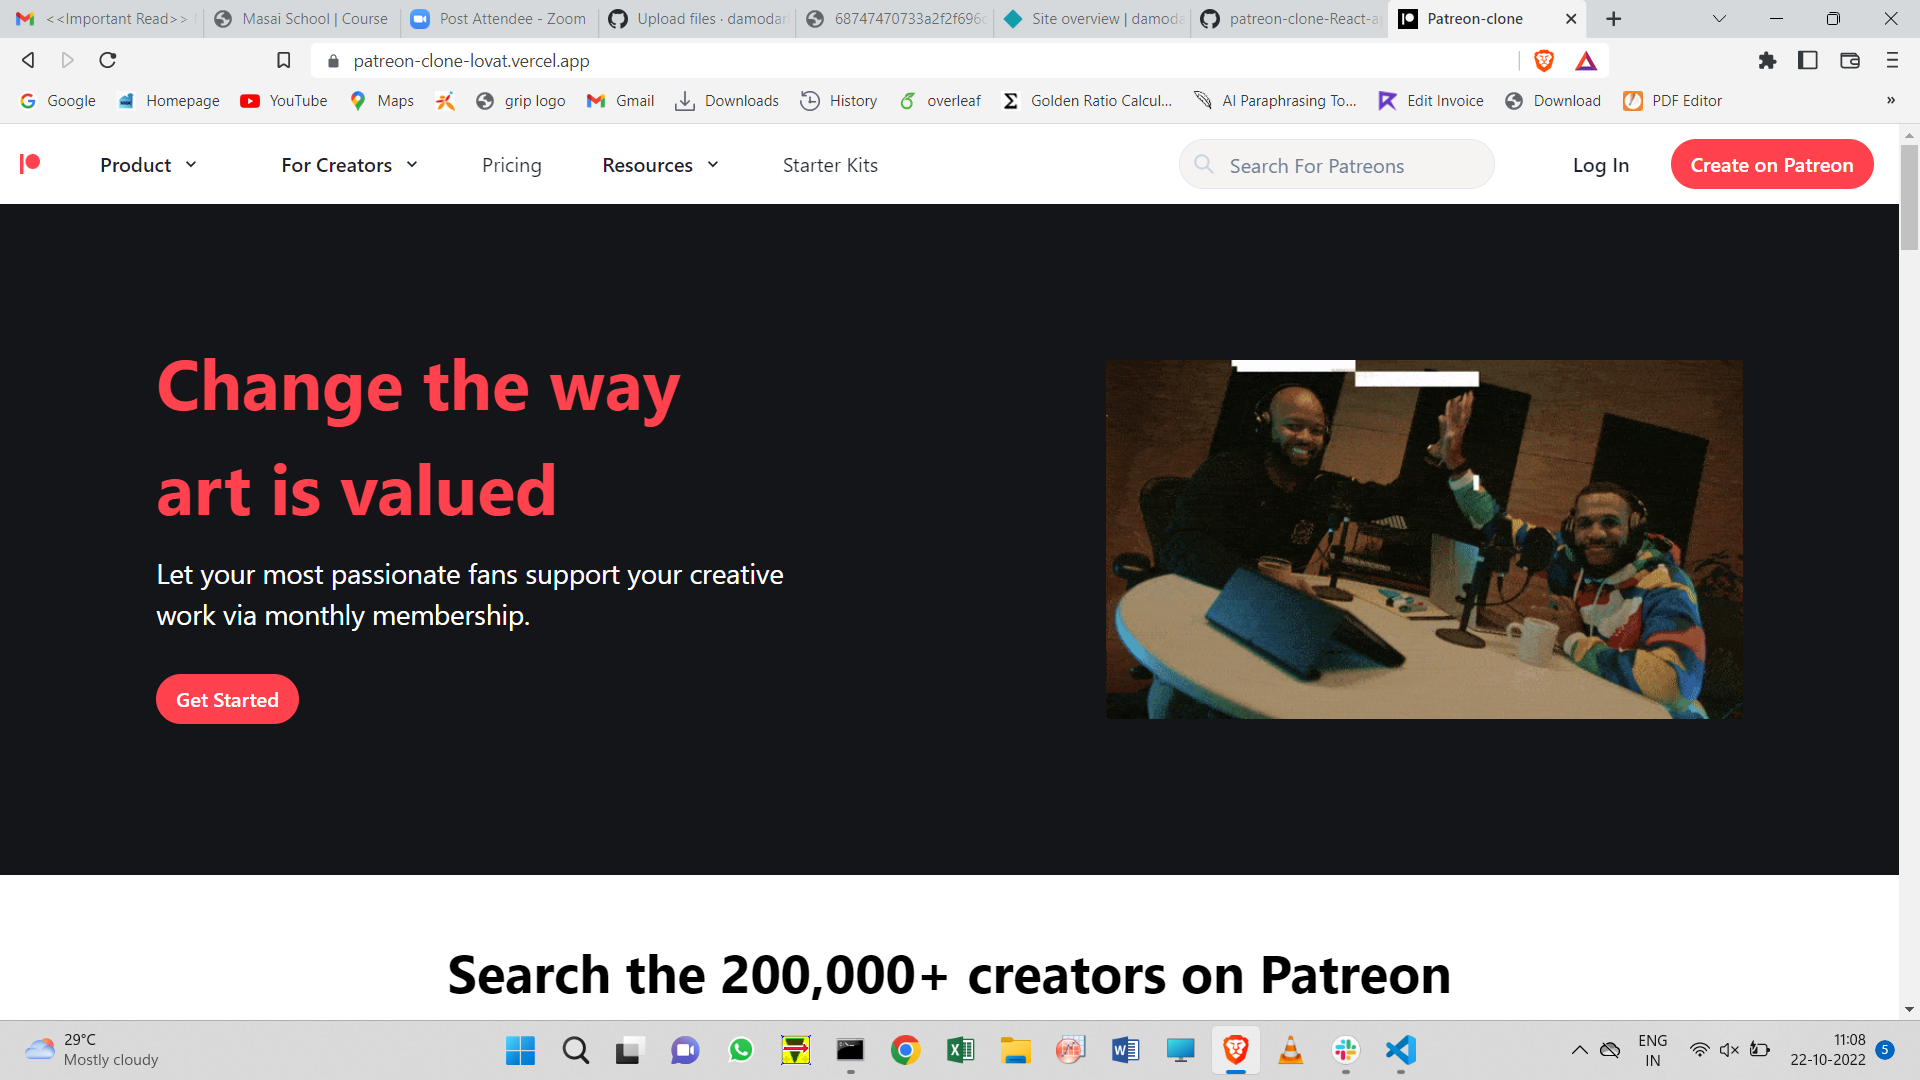 <<Important Read>>
Masai School | Course
Post Attendee - Zoom
Upload files · damodar
68747470733a2f2f696c
Site overview | damoda
patreon-clone-React-a
Patreon-clone
patreon-clone-lovat.vercel.app
Google
Homepage
YouTube
Maps
grip logo
Gmail
Downloads
History
overleaf
Golden Ratio Calcul...
AI Paraphrasing To...
Edit Invoice
Download
PDF Editor
»
Product
For Creators
Pricing
Resources
Starter Kits
Search For Patreons
Log In
Create on Patreon
Change the way
art is valued
Let your most passionate fans support your creative
work via monthly membership.
Get Started
Search the 200,000+ creators on Patreon
29°C
Mostly cloudy
ENG
IN
11:08
22-10-2022
5